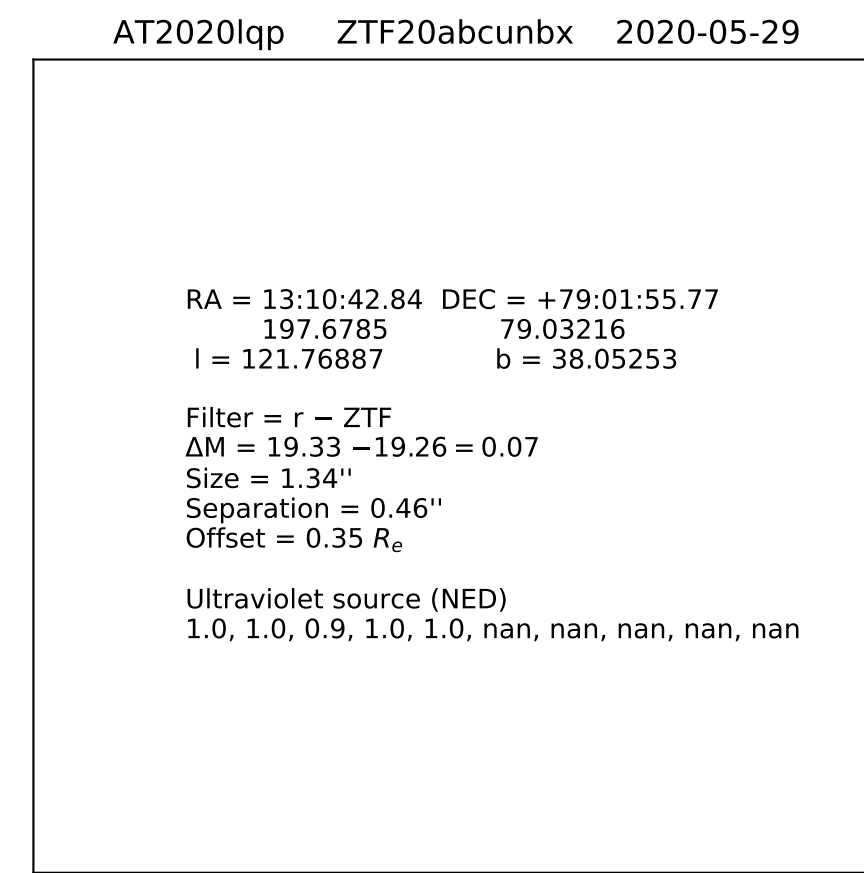 AT2020lqp ZTF20abcunbx 2020-05-29
RA = 13:10:42.84 DEC = +79:01:55.77
197.6785 79.03216
l = 121.76887 b = 38.05253
Filter = r − ZTF
ΔM = 19.33 −19.26 = 0.07
Size = 1.34''
Separation = 0.46''
Offset = 0.35 Re
Ultraviolet source (NED)
1.0, 1.0, 0.9, 1.0, 1.0, nan, nan, nan, nan, nan